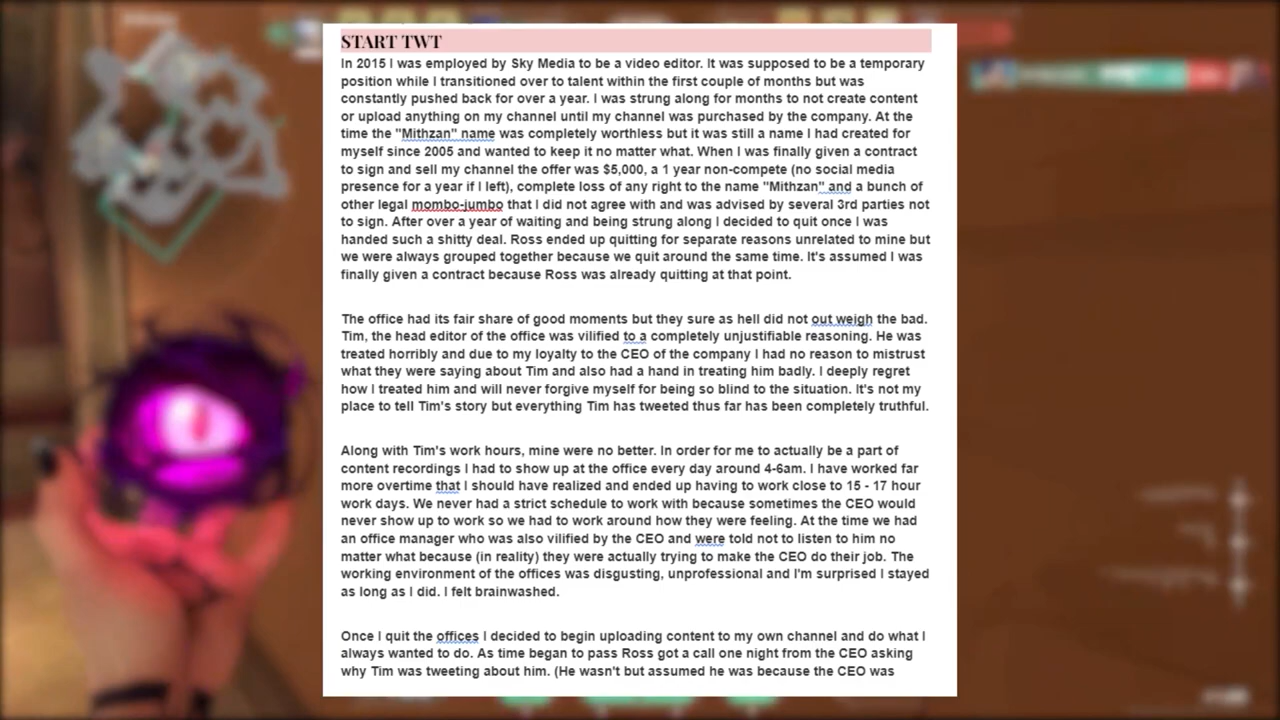 START TWT
In 2015 I was employed by Sky Media to be a video editor. It was supposed to be a temporary
position while I transitioned over to talent within the first couple of months but was
constantly pushed back for over a year. I was strung along for months to not create content
or upload anything on my channel until my channel was purchased by the company. At the
time the "Mithzan" name was completely worthless but it was still a name I had created for
myself since 2005 and wanted to keep it no matter what. When I was finally given a contract
to sign and sell my channel the offer was $5,000, a 1 year non-compete (no social media
presence for a year if I left), complete loss of any right to the name "Mithzan" and a bunch of
other legal mombo-jumbo that I did not agree with and was advised by several 3rd parties not
to sign. After over a year of waiting and being strung along I decided to quit once I was
handed such a shitty deal. Ross ended up quitting for separate reasons unrelated to mine but
we were always grouped together because we quit around the same time. It's assumed I was
finally given a contract because Ross was already quitting at that point.
The office had its fair share of good moments but they sure as hell did not out weigh the bad.
Tim, the head editor of the office was vilified to a completely unjustifiable reasoning. He was
treated horribly and due to my loyalty to the CEO of the company I had no reason to mistrust
what they were saying about Tim and also had a hand in treating him badly. I deeply regret
how I treated him and will never forgive myself for being so blind to the situation. It's not my
place to tell Tim's story but everything Tim has tweeted thus far has been completely truthful.
Along with Tim's work hours, mine were no better. In order for me to actually be a part of
content recordings I had to show up at the office every day around 4-6am. I have worked far
more overtime that I should have realized and ended up having to work close to 15 - 17 hour
work days. We never had a strict schedule to work with because sometimes the CEO would
never show up to work so we had to work around how they were feeling. At the time we had
an office manager who was also vilified by the CEO and were told not to listen to him no
matter what because (in reality) they were actually trying to make the CEO do their job. The
working environment of the offices was disgusting, unprofessional and I'm surprised I stayed
as long as I did. I felt brainwashed.
Once I quit the offices I decided to begin uploading content to my own channel and do what I
always wanted to do. As time began to pass Ross got a call one night from the CEO asking
why Tim was tweeting about him. (He wasn't but assumed he was because the CEO was